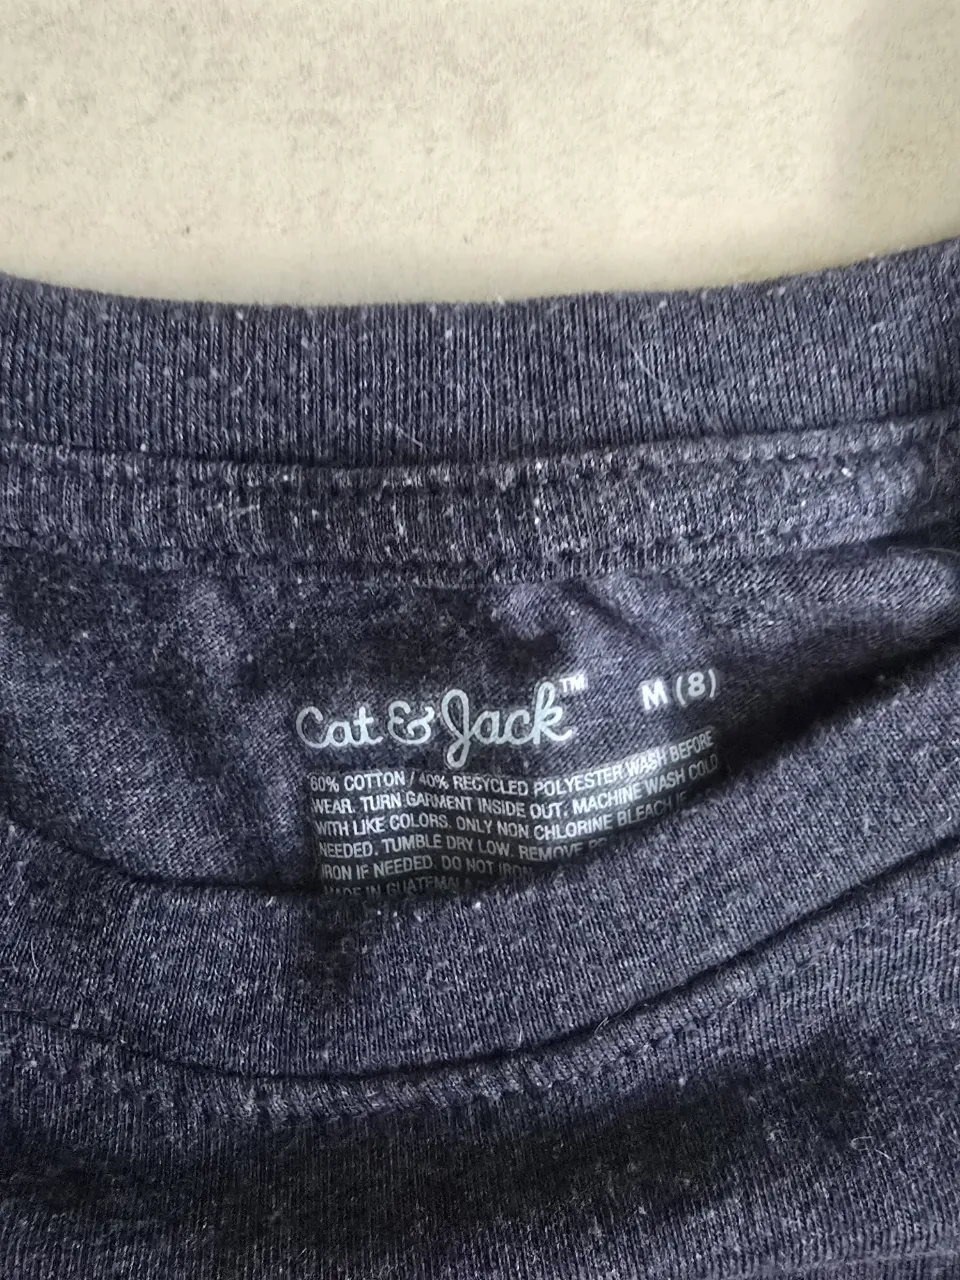 Cat & Jack™
M (8)
60% COTTON / 40% RECYCLED POLYESTER WASH BEFORE
WEAR. TURN GARMENT INSIDE OUT. MACHINE WASH COLD
WITH LIKE COLORS. ONLY NON CHLORINE BLEACH IF
NEEDED. TUMBLE DRY LOW. REMOVE
IRON IF NEEDED. DO NOT IRON
MADE IN GUATEMALA